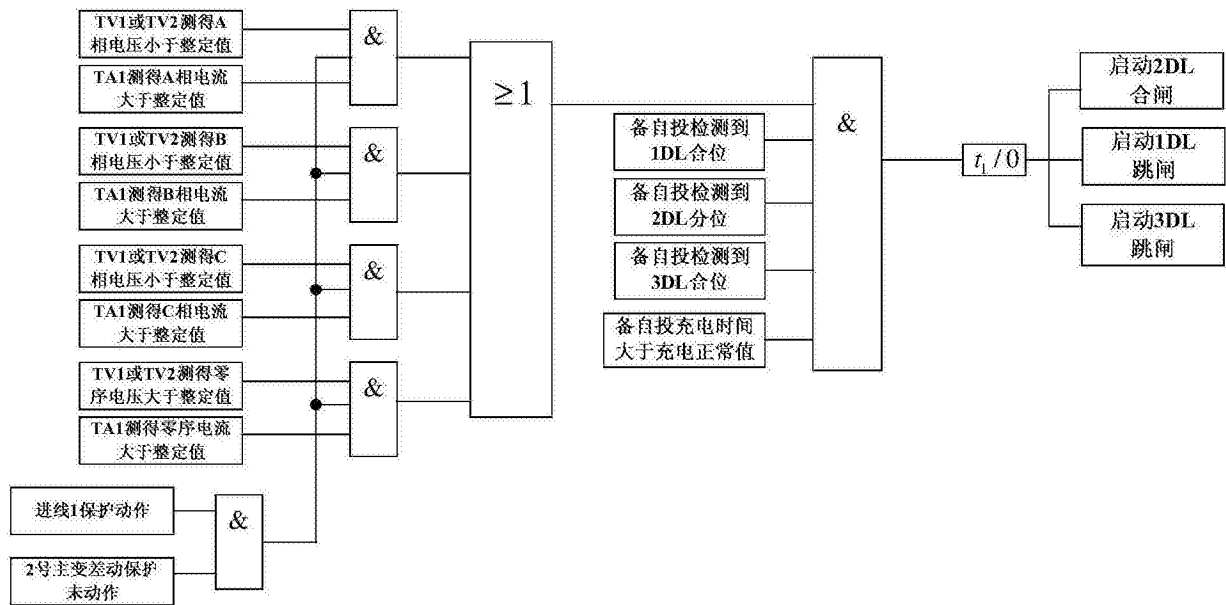 TV1或TV2测得A
相电压小于整定值
&
TA1测得A相电流
大于整定值
TV1或TV2测得B
相电压小于整定值
&
TA1测得B相电流
大于整定值
TV1或TV2测得C
相电压小于整定值
&
TA1测得C相电流
大于整定值
TV1或TV2测得零
序电压大于整定值
&
TA1测得零序电流
大于整定值
进线1保护动作
&
2号主变差动保护
未动作
≥1
备自投检测到
1DL合位
备自投检测到
2DL分位
备自投检测到
3DL合位
备自投充电时间
大于充电正常值
&
t₁/0
启动2DL
合闸
启动1DL
跳闸
启动3DL
跳闸